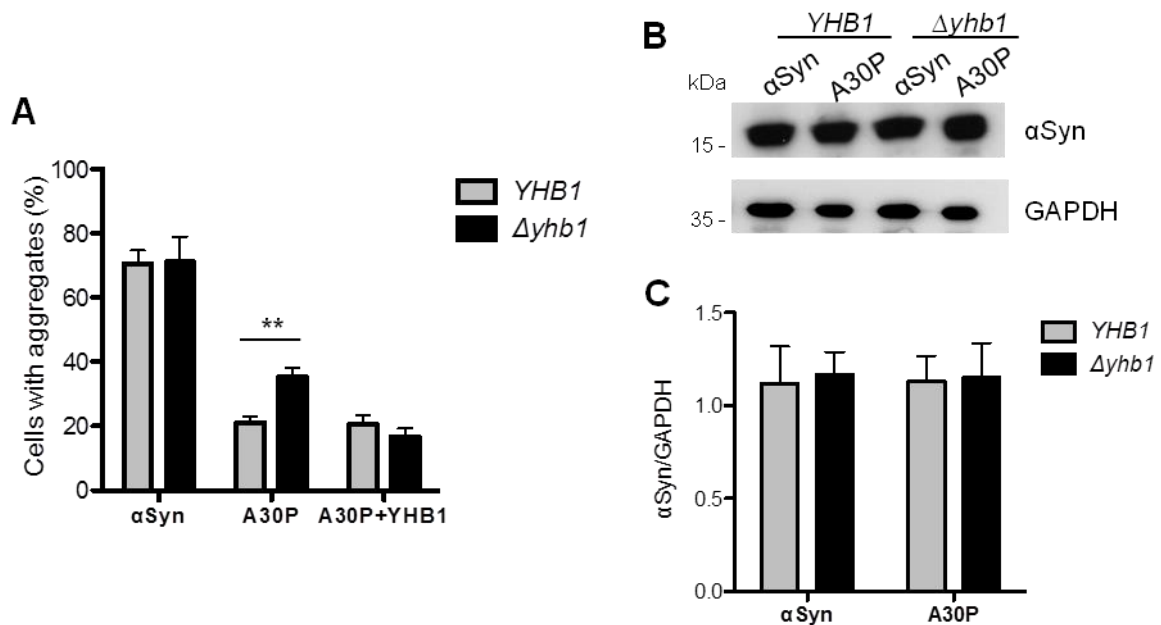 A
Cells with aggregates (%)
100
80
60
40
20
0
**
αSyn
A30P
A30P+YHB1
YHB1
Δyhb1
B
YHB1
Δyhb1
kDa
αSyn
A30P
αSyn
A30P
15 -
αSyn
35 -
GAPDH
C
αSyn/GAPDH
1.5
1.0
0.5
0.0
αSyn
A30P
YHB1
Δyhb1